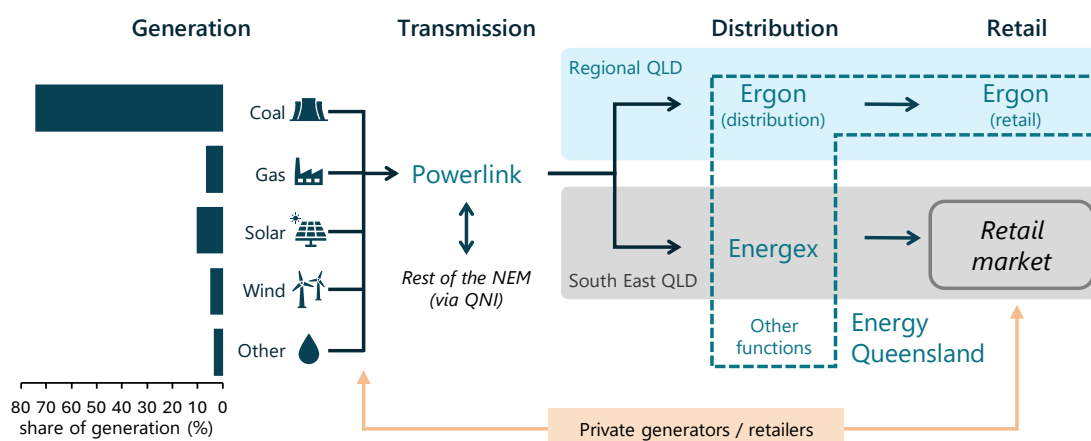 Generation
Transmission
Distribution
Retail
Regional QLD
Coal
Ergon
(distribution)
Ergon
(retail)
Gas
Powerlink
Solar
Rest of the NEM
(via QNI)
Energex
Retail
market
South East QLD
Wind
Other
Other
functions
Energy
Queensland
80 70 60 50 40 30 20 10 0
share of generation (%)
Private generators / retailers